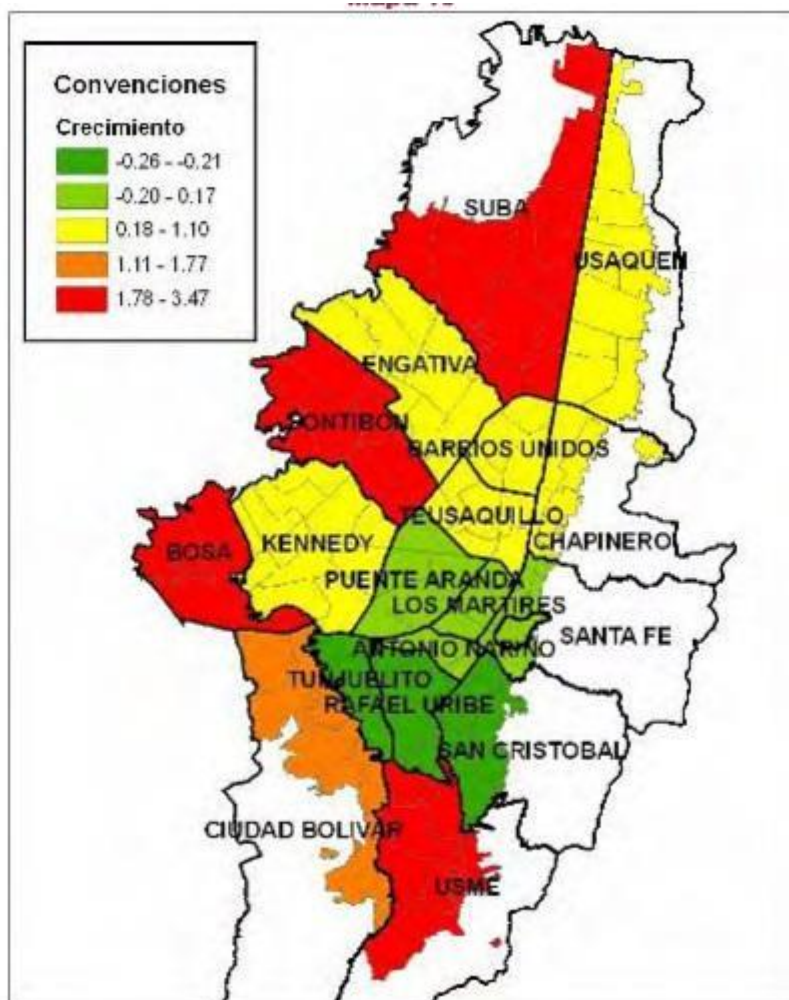 Convenciones
Crecimiento
-0.26 - -0.21
-0.20 - 0.17
0.18 - 1.10
1.11 - 1.77
1.78 - 3.47
SUBA
USAQUEN
ENGATIVA
FONTIBON
BARRIOS UNIDOS
TEUSAQUILLO
KENNEDY
BOSA
CHAPINERO
PUENTE ARANDA
LOS MARTIRES
SANTA FE
ANTONIO NARIÑO
TUNJUELITO
RAFAEL URIBE
SAN CRISTOBAL
CIUDAD BOLIVAR
USME